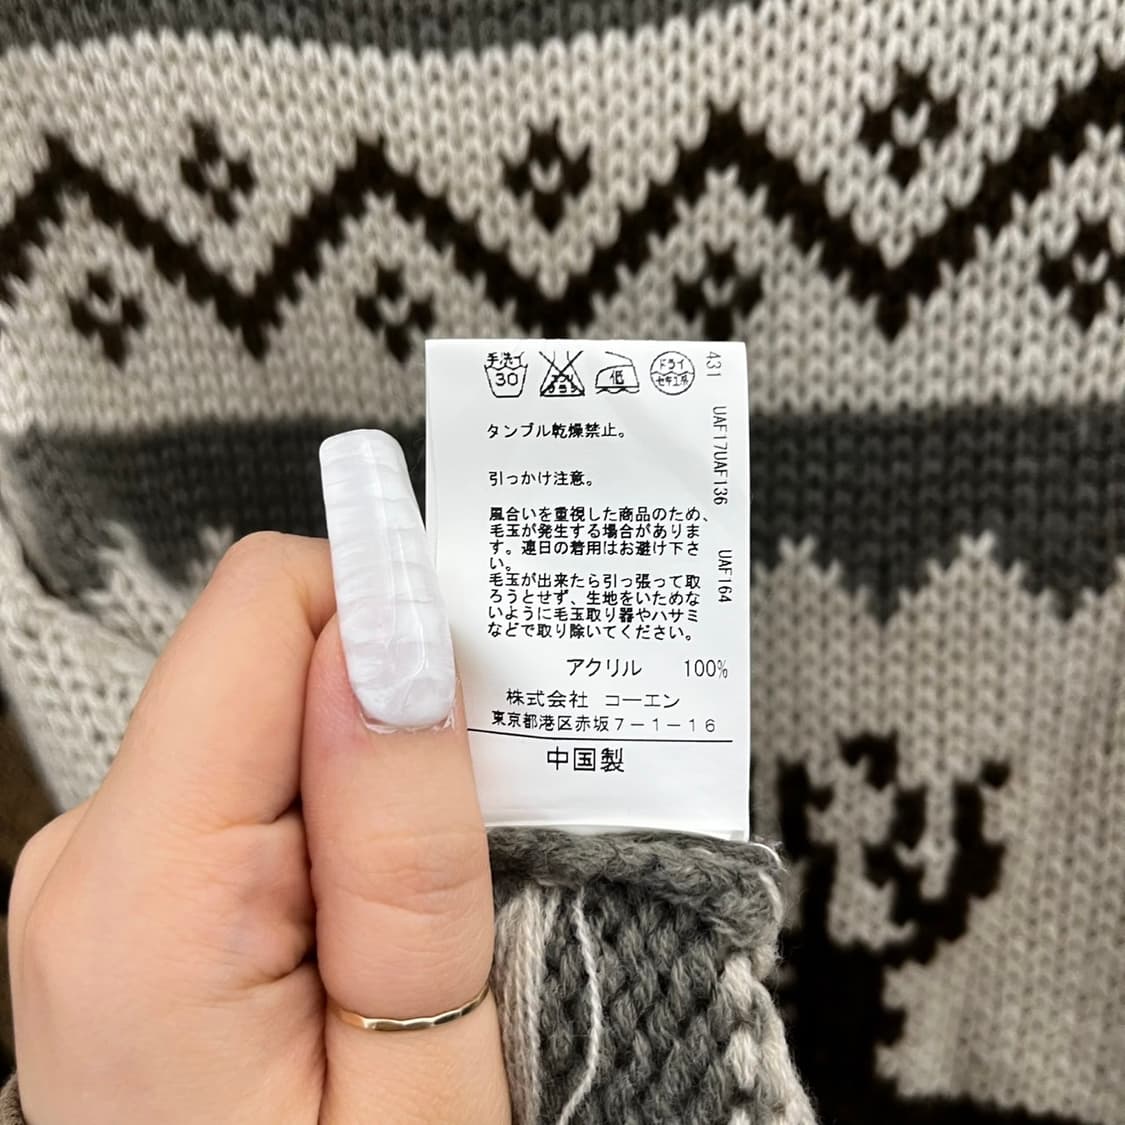 手洗イ 30 エンソ サラシ 低 ドライ セキユ系
タンブル乾燥禁止。
引っかけ注意。
風合いを重視した商品のため、
毛玉が発生する場合がありま
す。連日の着用はお避け下さ
い。
毛玉が出来たら引っ張って取
ろうとせず、生地をいためな
いように毛玉取り器やハサミ
などで取り除いてください。
アクリル 100%
株式会社 コーエン
東京都港区赤坂7-1-16
中国製
431 UAF17UAF136 UAF164